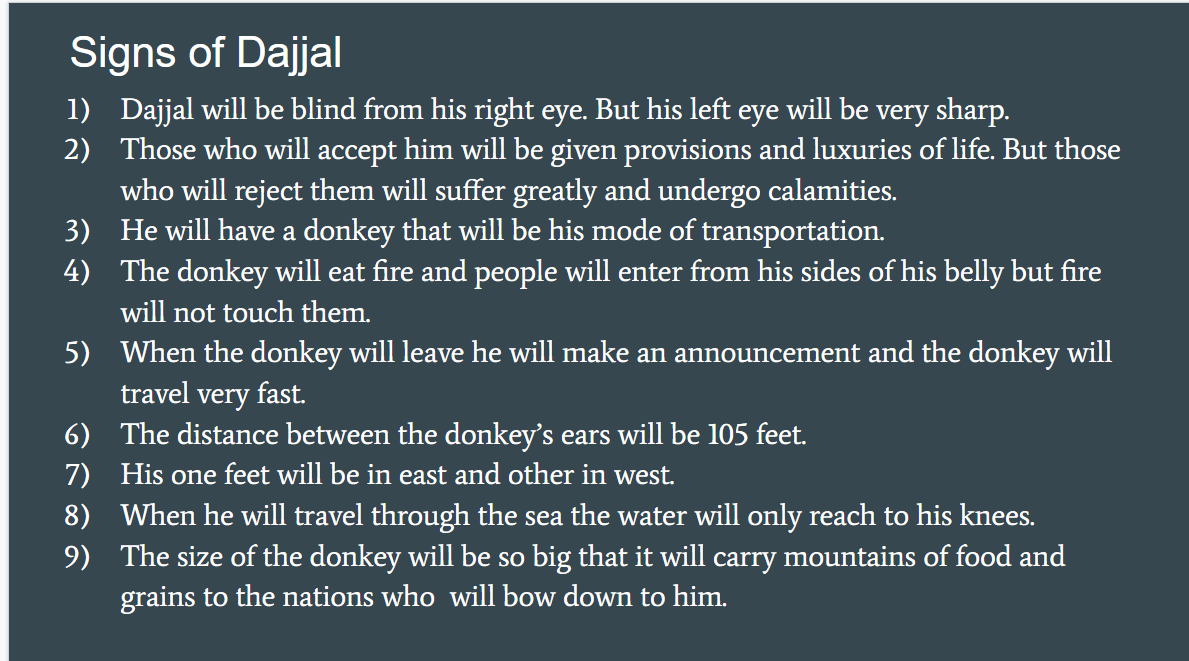 Signs of Dajjal
1) Dajjal will be blind from his right eye. But his left eye will be very sharp.
2) Those who will accept him will be given provisions and luxuries of life. But those
who will reject them will suffer greatly and undergo calamities.
3) He will have a donkey that will be his mode of transportation.
4) The donkey will eat fire and people will enter from his sides of his belly but fire
will not touch them.
5) When the donkey will leave he will make an announcement and the donkey will
travel very fast.
6) The distance between the donkey’s ears will be 105 feet.
7) His one feet will be in east and other in west.
8) When he will travel through the sea the water will only reach to his knees.
9) The size of the donkey will be so big that it will carry mountains of food and
grains to the nations who  will bow down to him.